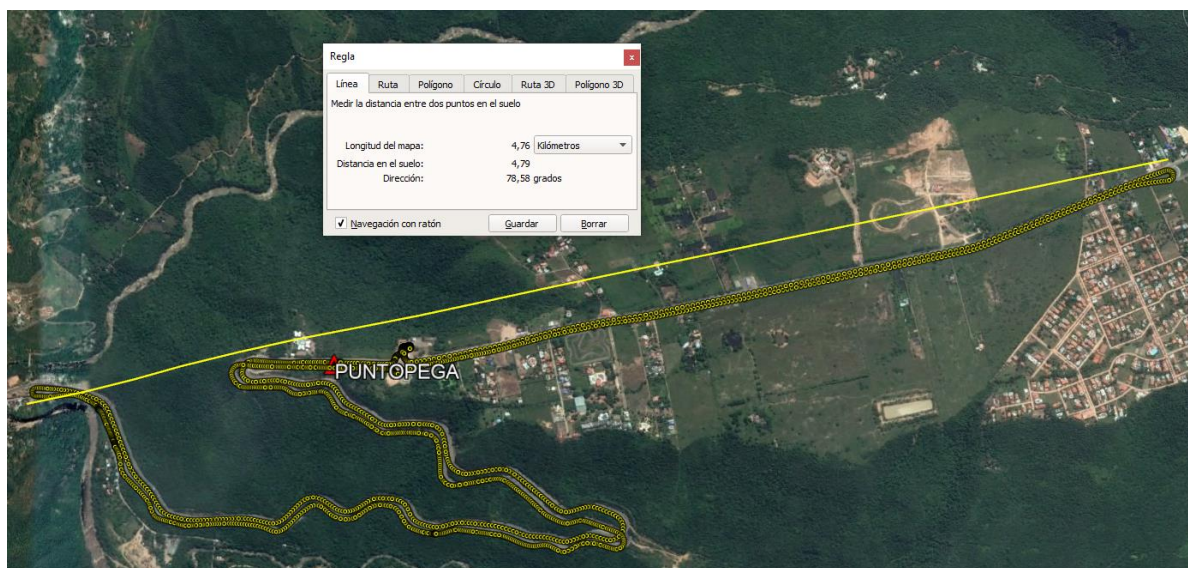 Regla
x
Línea Ruta Polígono Círculo Ruta 3D Polígono 3D
Medir la distancia entre dos puntos en el suelo
Longitud del mapa: 4,76 Kilómetros
Distancia en el suelo: 4,79
Dirección: 78,58 grados
Navegación con ratón Guardar Borrar
PUNTOPEGA